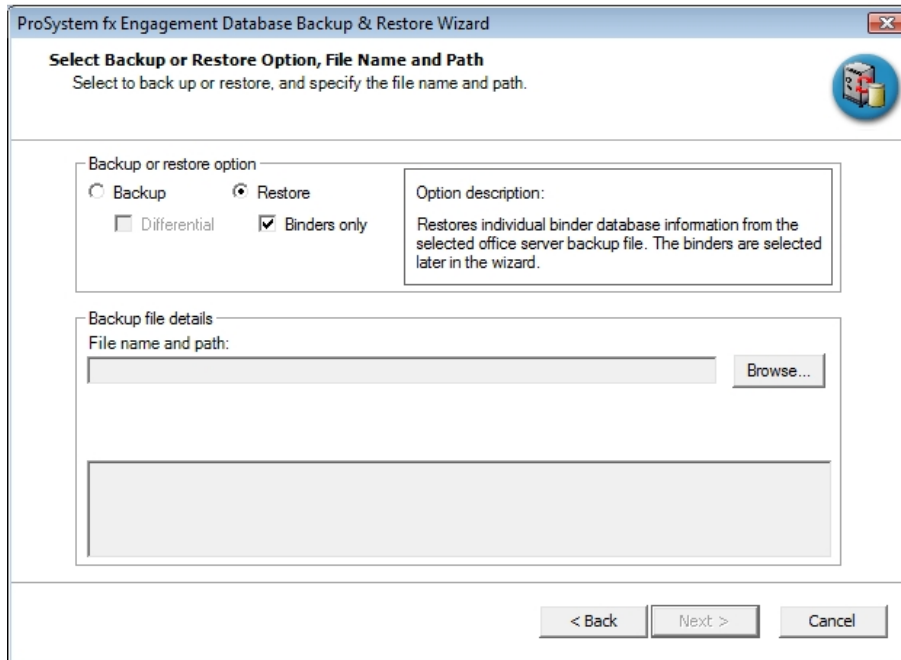 ProSystem fx Engagement Database Backup & Restore Wizard
Select Backup or Restore Option, File Name and Path
Select to back up or restore, and specify the file name and path.
Backup or restore option
Backup
Restore
Differential
Binders only
Option description:
Restores individual binder database information from the
selected office server backup file. The binders are selected
later in the wizard.
Backup file details
File name and path:
Browse...
< Back
Next >
Cancel